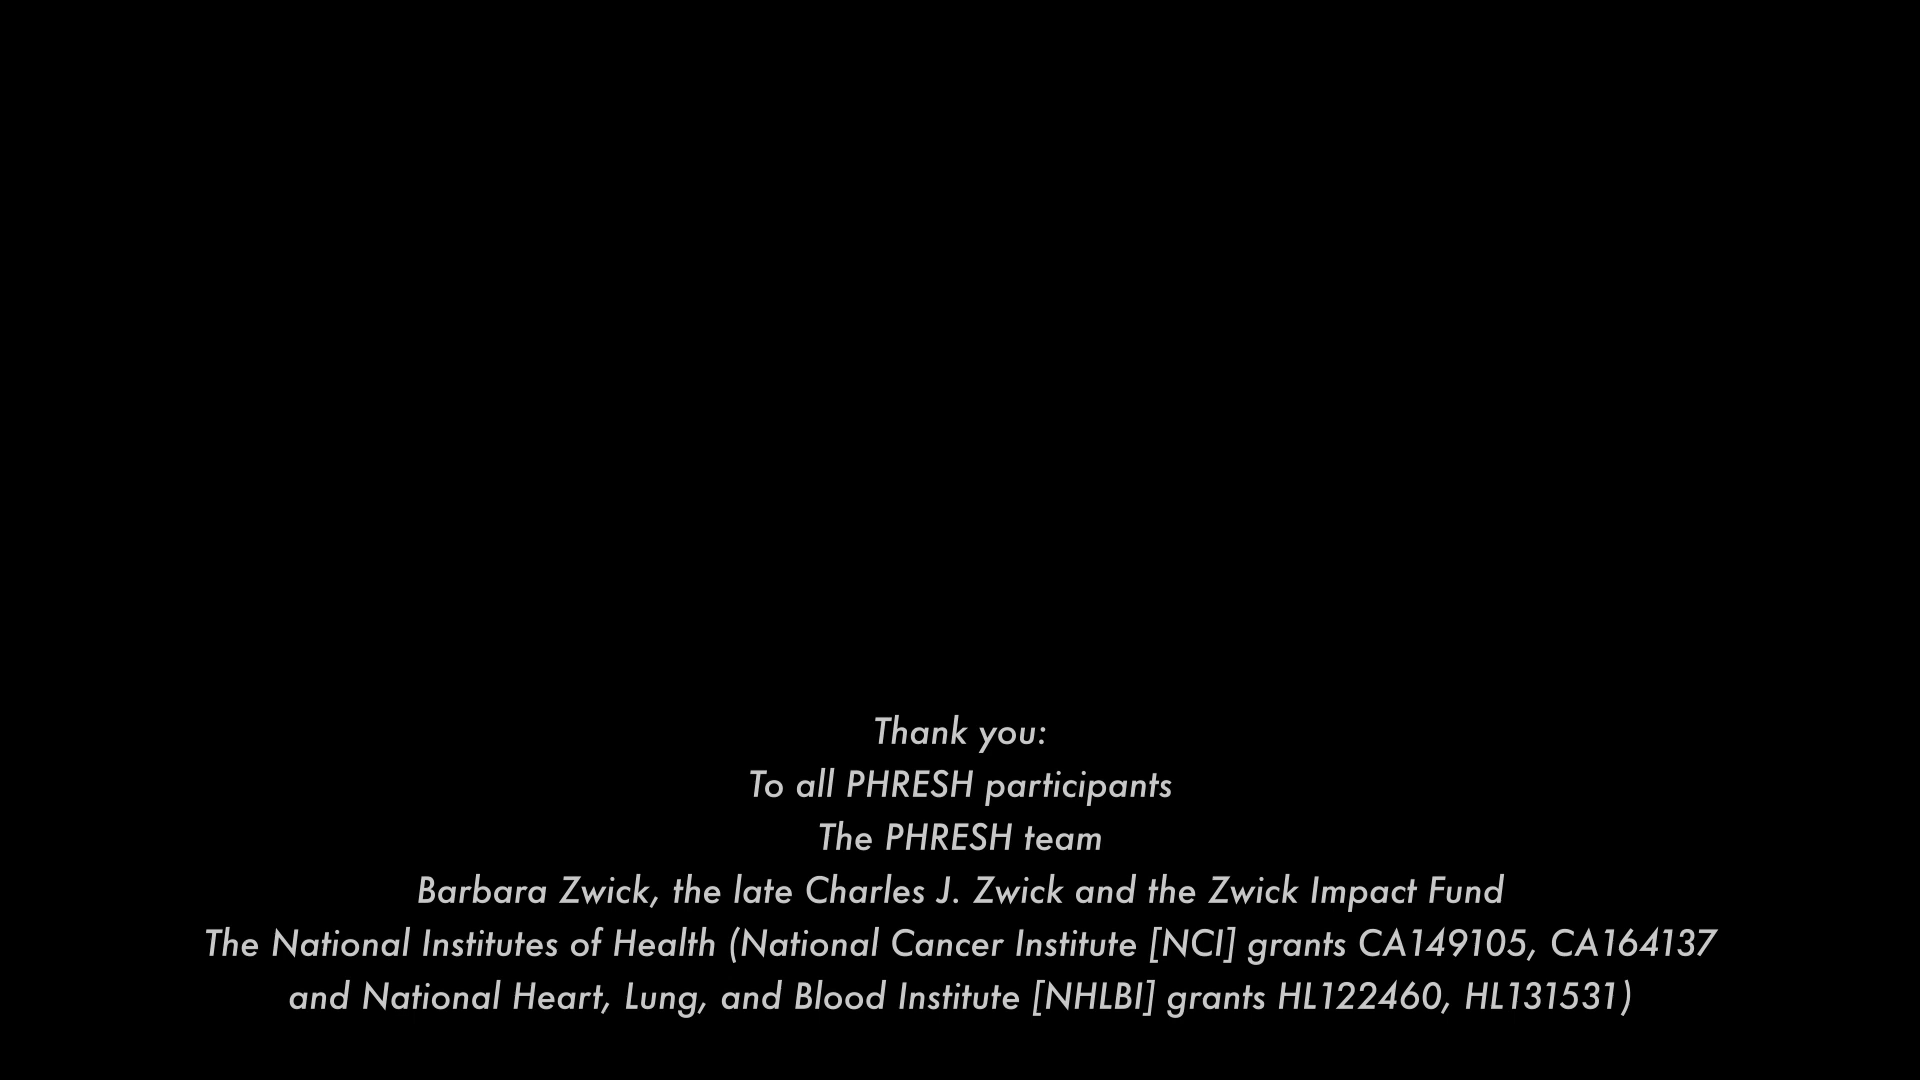 Thank you:
To all PHRESH participants
The PHRESH team
Barbara Zwick, the late Charles J. Zwick and the Zwick Impact Fund
The National Institutes of Health (National Cancer Institute [NCI] grants CA149105, CA164137
and National Heart, Lung, and Blood Institute [NHLBI] grants HL122460, HL131531)